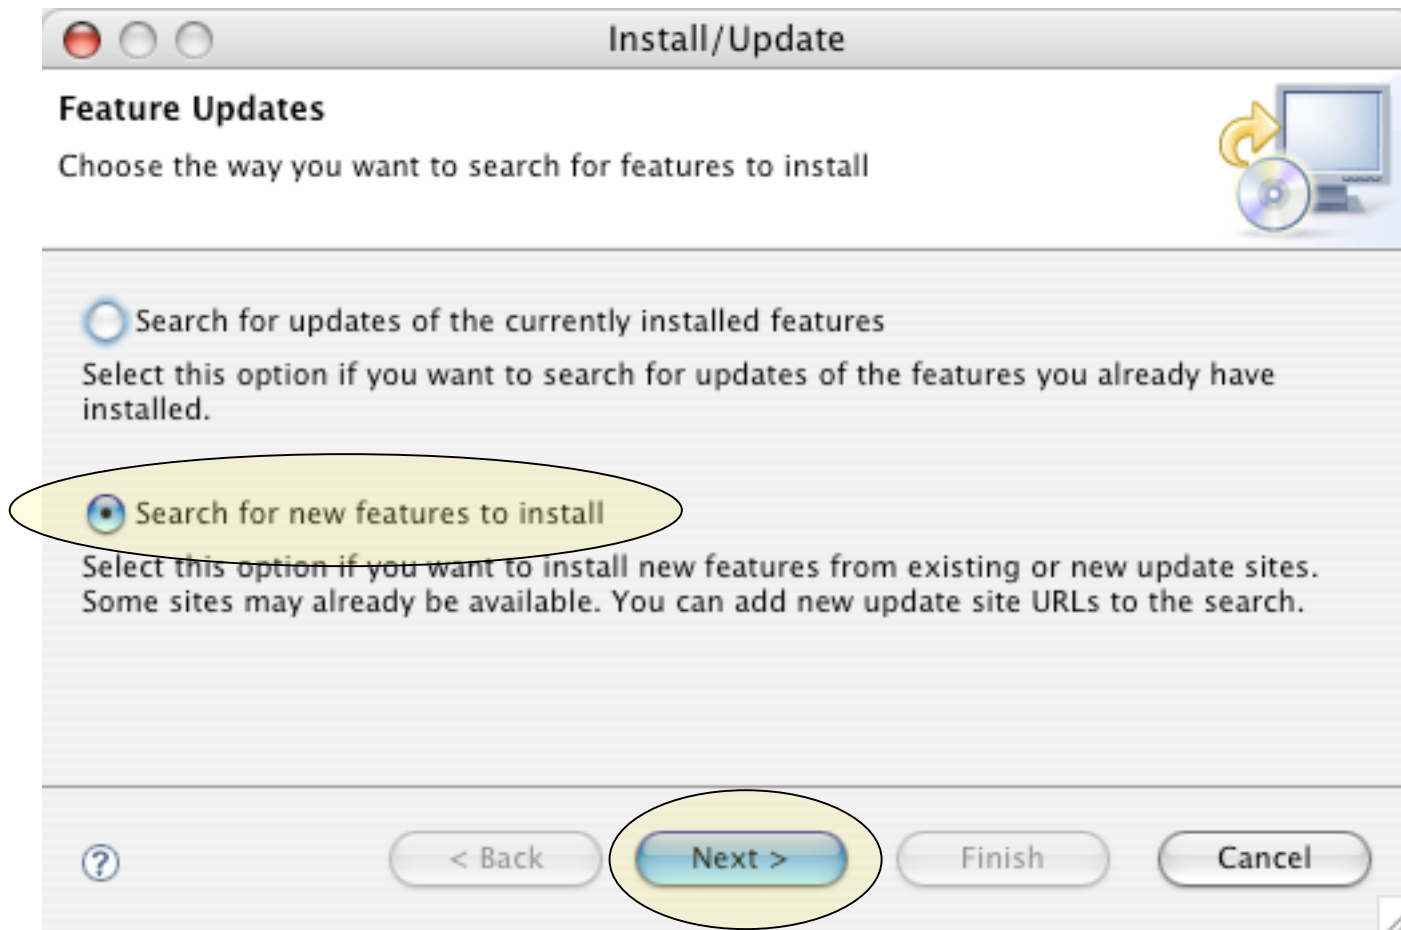 Install/Update
Feature Updates
Choose the way you want to search for features to install
Search for updates of the currently installed features
Select this option if you want to search for updates of the features you already have
installed.
Search for new features to install
Select this option if you want to install new features from existing or new update sites.
Some sites may already be available. You can add new update site URLs to the search.
?
< Back
Next >
Finish
Cancel